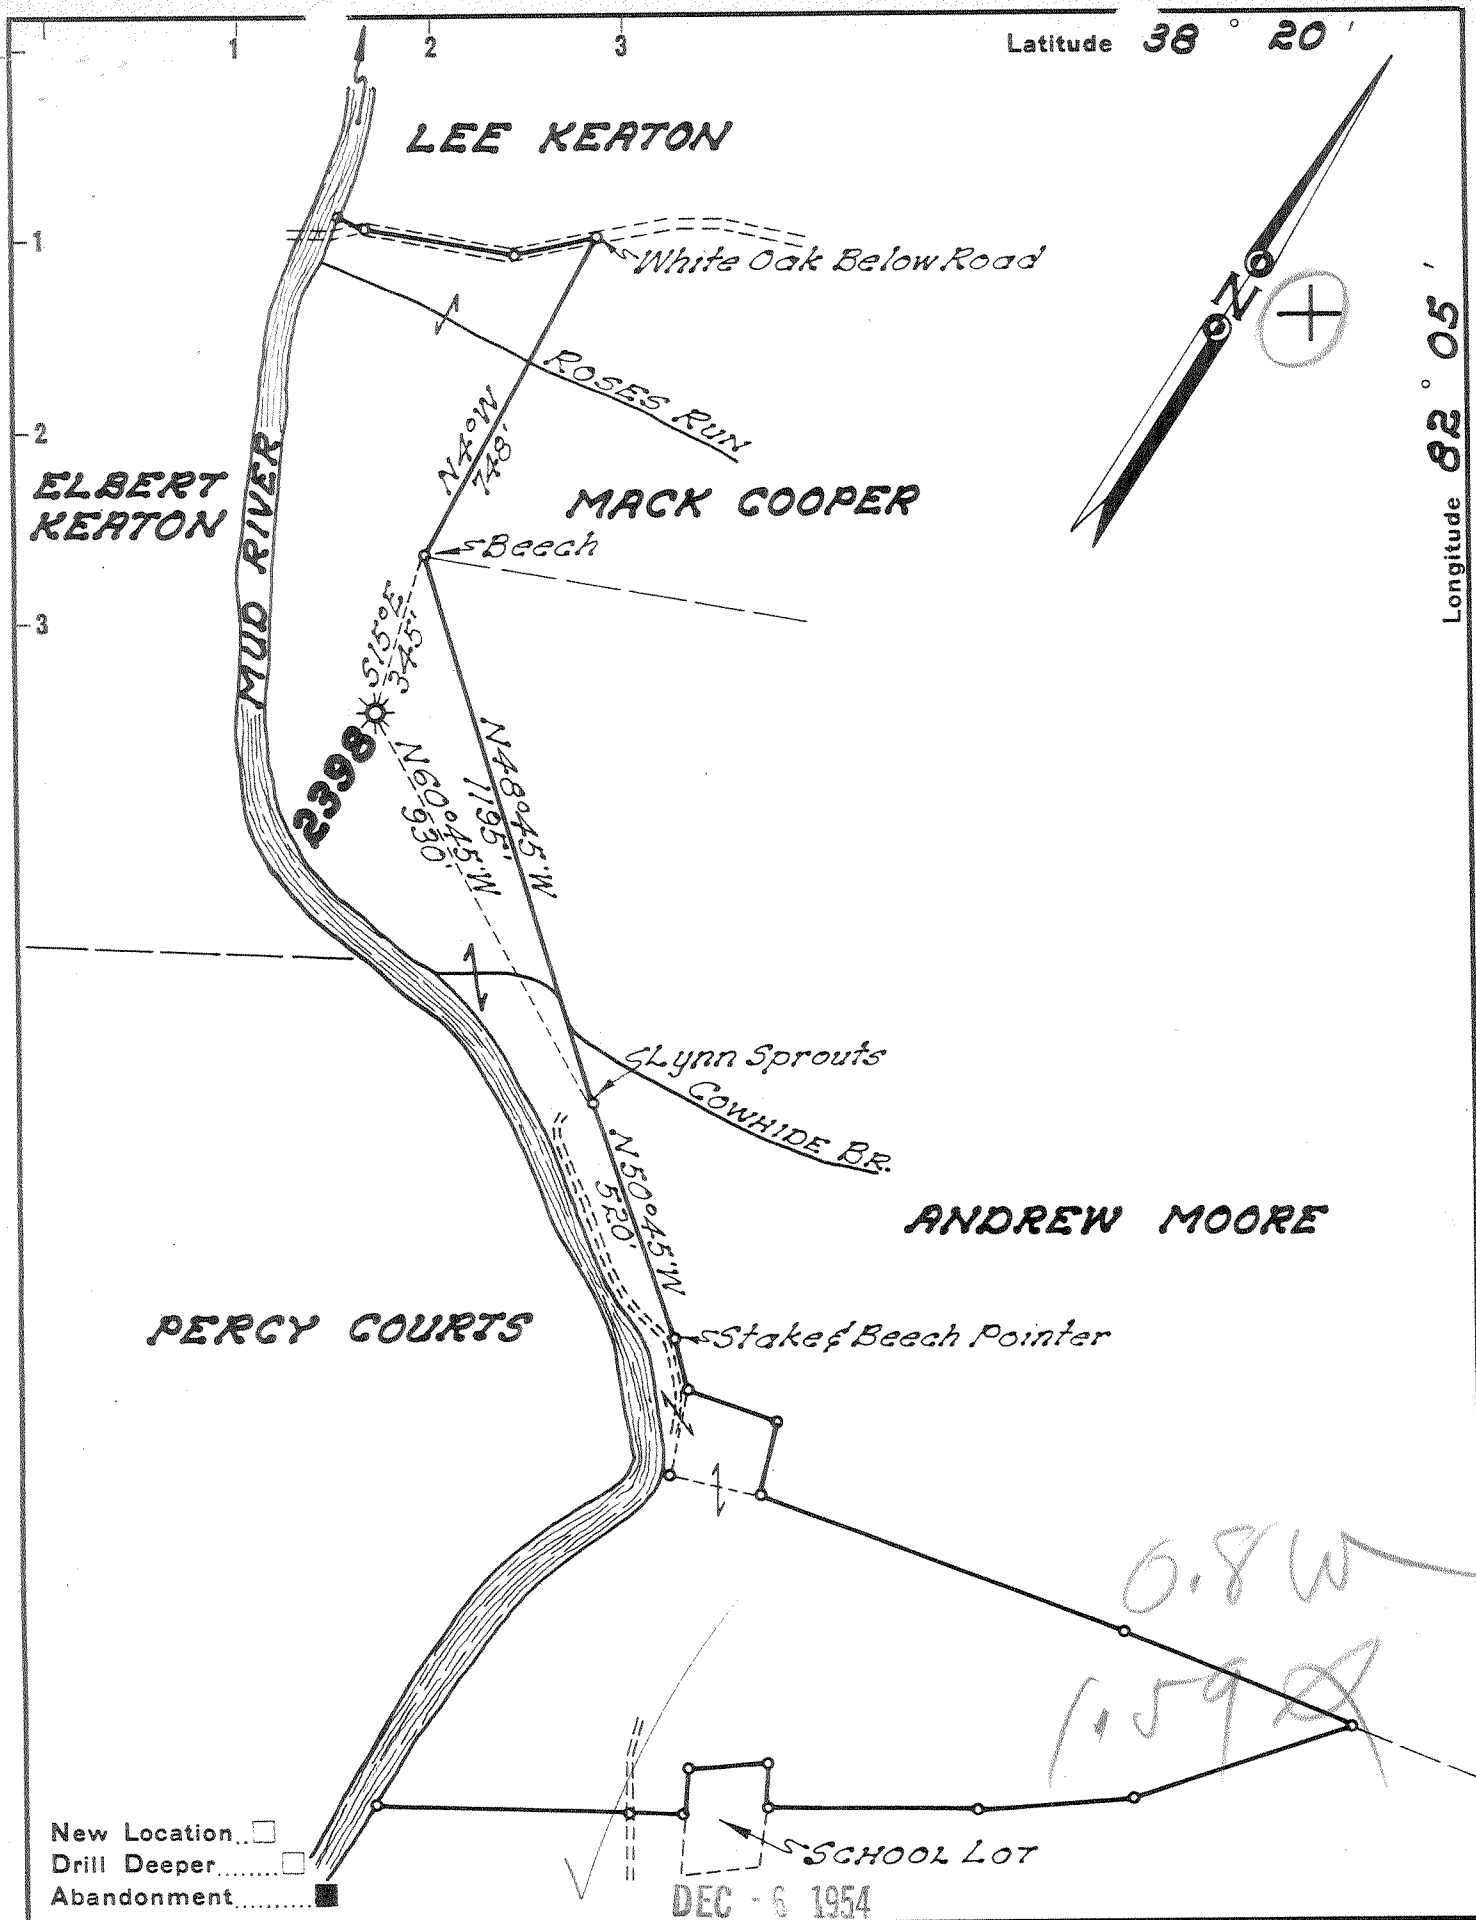 1 2 3
Latitude 38° 20'
LEE KEATON
1
White Oak Below Road
N
+
Longitude 82° 05'
ROSES RUN
2
N4°W
748'
ELBERT
KEATON
MUD RIVER
MACK COOPER
Beech
3
S15°E
345'
2398
N48°45'W
1195'
N60°45'W
930'
Lynn Sprouts
COWHIDE BR.
N50°45'W
520'
ANDREW MOORE
PERCY COURTS
Stake & Beech Pointer
0.8 W
1.59
New Location..
Drill Deeper........
Abandonment..........
SCHOOL LOT
DEC - 6 1954